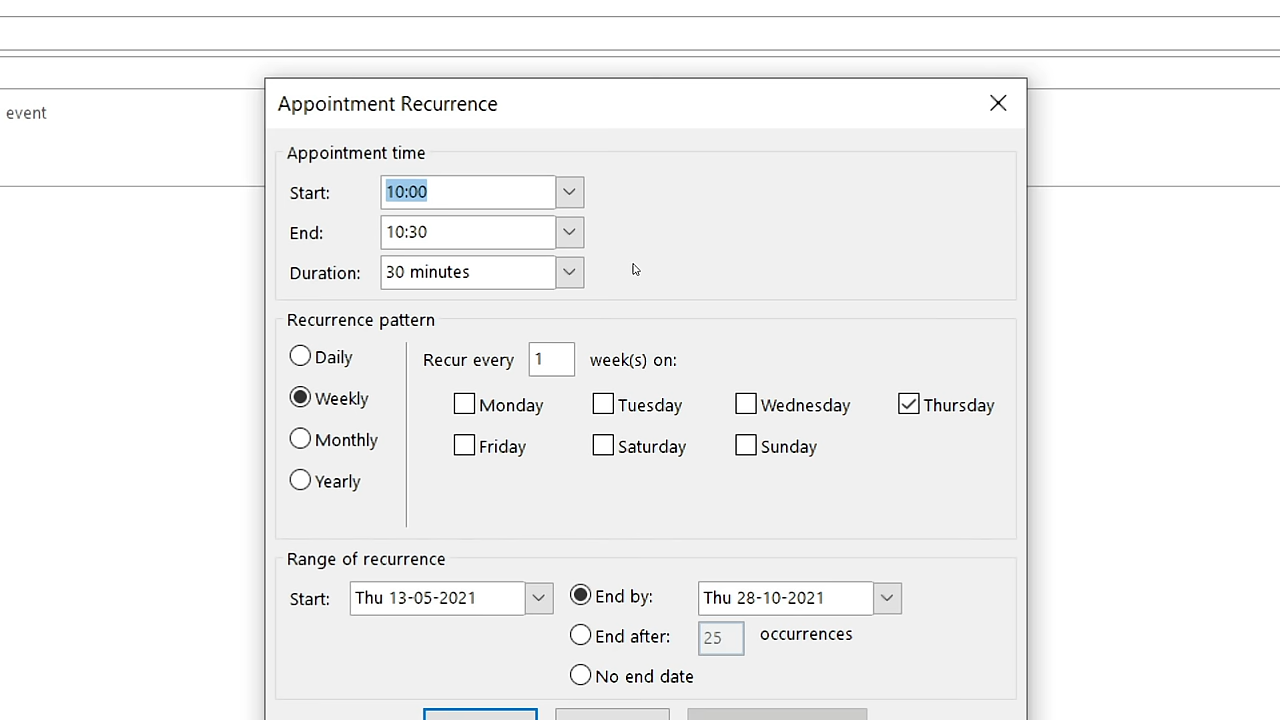 event
Appointment Recurrence
Appointment time
Start: 10:00
End: 10:30
Duration: 30 minutes
Recurrence pattern
Daily
Recur every 1 week(s) on:
Weekly
Monday Tuesday Wednesday Thursday
Monthly
Friday Saturday Sunday
Yearly
Range of recurrence
Start: Thu 13-05-2021 End by: Thu 28-10-2021
End after: 25 occurrences
No end date